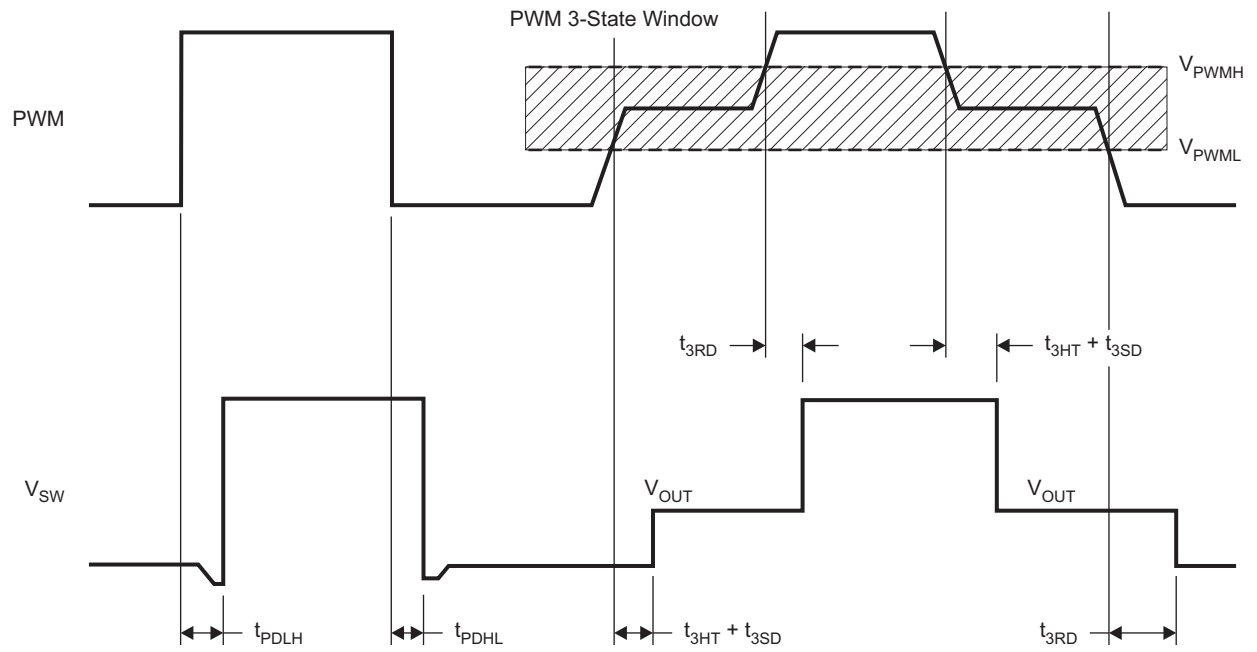 PWM 3-State Window
V_PWMH
PWM
V_PWML
t_3RD
t_3HT + t_3SD
V_SW
V_OUT
V_OUT
t_PDLH
t_PDHL
t_3HT + t_3SD
t_3RD